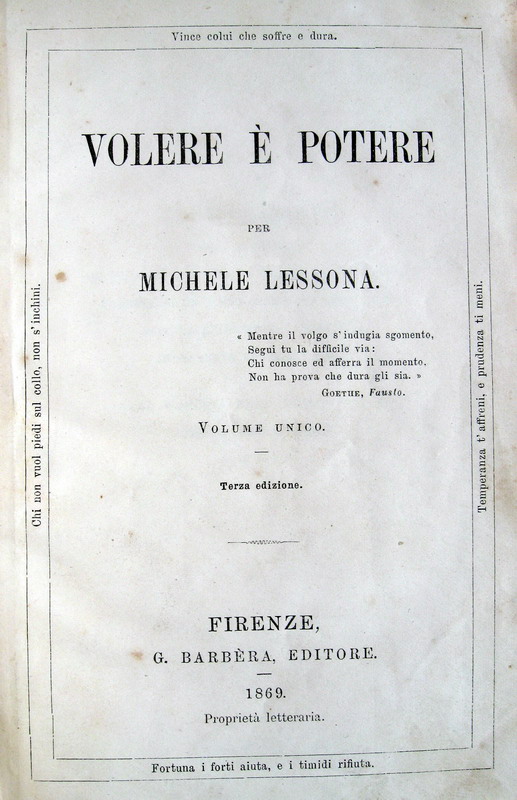 Vince colui che soffre e dura.
VOLERE È POTERE
PER
MICHELE LESSONA.
« Mentre il volgo s' indugia sgomento,
Segui tu la difficile via:
Chi conosce ed afferra il momento.
Non ha prova che dura gli sia. »
GOETHE, Fausto.
VOLUME UNICO.
Terza edizione.
FIRENZE,
G. BARBÈRA, EDITORE.
1869.
Proprietà letteraria.
Chi non vuol piedi sul collo, non s' inchini.
Temperanza t' affreni, e prudenza ti meni.
Fortuna i forti aiuta, e i timidi rifiuta.